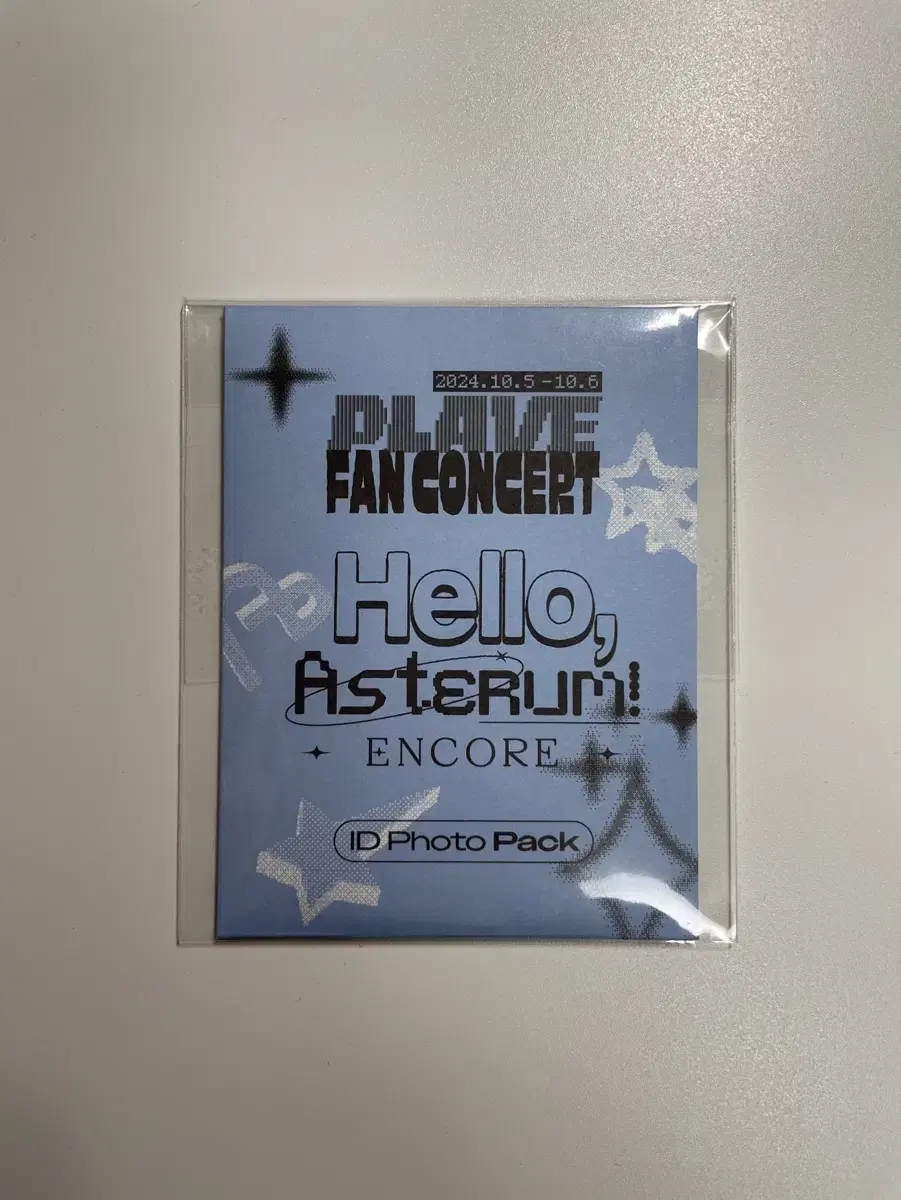 2024.10.5 -10.6
PLAVE
FAN CONCERT
Hello,
Asterum!
ENCORE
ID Photo Pack